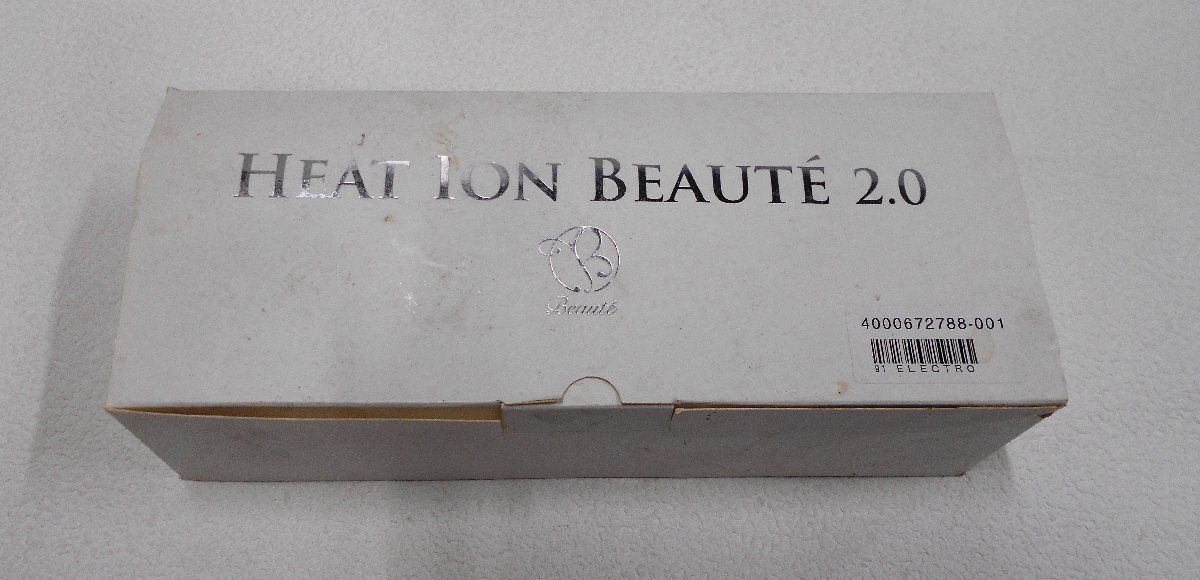 HEAT ION BEAUTÉ 2.0
Beauté
4000672788-001
91 ELECTRO